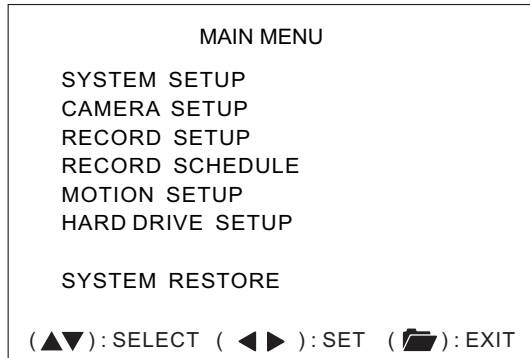 MAIN MENU
SYSTEM SETUP
CAMERA SETUP
RECORD SETUP
RECORD SCHEDULE
MOTION SETUP
HARD DRIVE SETUP
SYSTEM RESTORE
(▲▼): SELECT ( ◀ ▶ ): SET ( ): EXIT